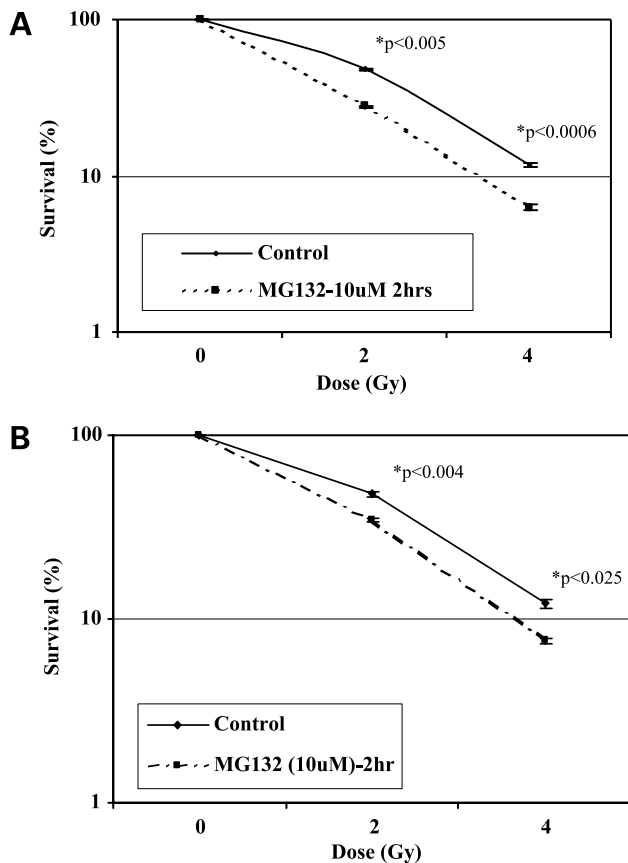 A
100
*p<0.005
*p<0.0006
Survival (%)
10
Control
MG132-10uM 2hrs
1
0
2
4
Dose (Gy)
B
100
*p<0.004
*p<0.025
Survival (%)
10
Control
MG132 (10uM)-2hr
1
0
2
4
Dose (Gy)